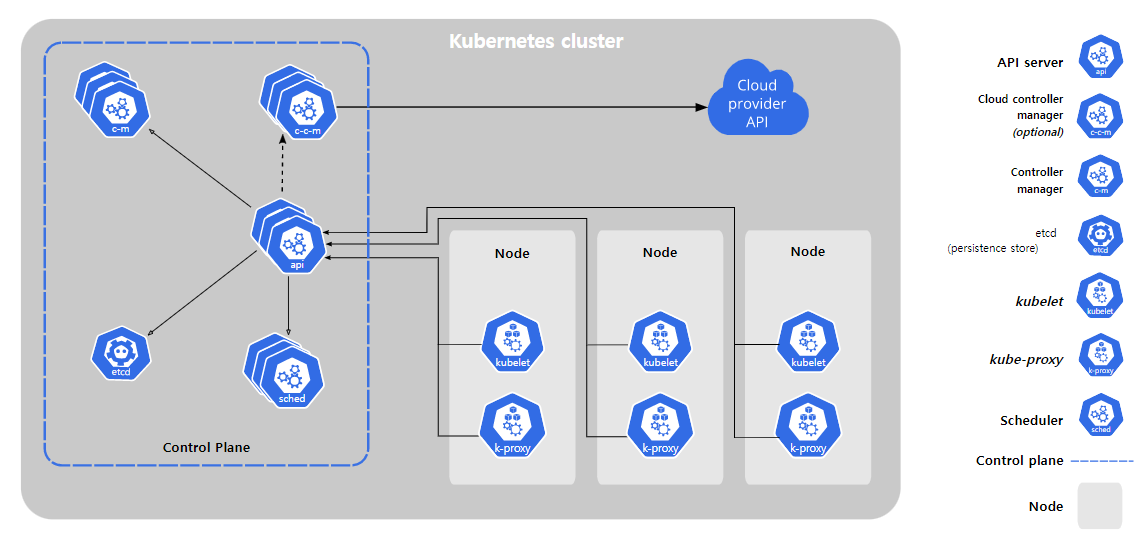 Kubernetes cluster
c-m
c-c-m
Cloud
provider
API
api
etcd
sched
Control Plane
Node
kubelet
k-proxy
Node
kubelet
k-proxy
Node
kubelet
k-proxy
API server
api
Cloud controller
manager
(optional)
c-c-m
Controller
manager
c-m
etcd
(persistence store)
etcd
kubelet
kubelet
kube-proxy
k-proxy
Scheduler
sched
Control plane
Node